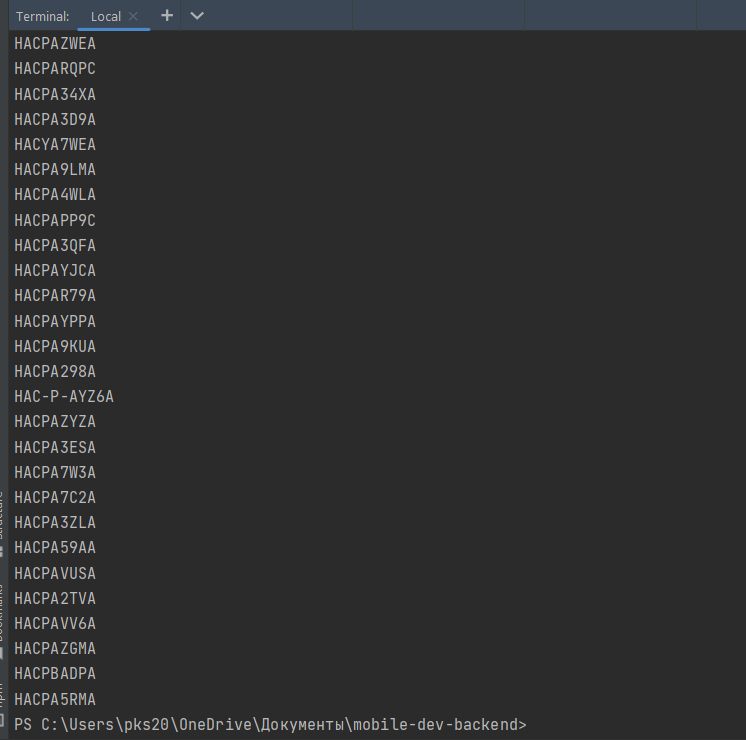 Terminal: Local
HACPAZWEA
HACPARQPC
HACPA34XA
HACPA3D9A
HACYA7WEA
HACPA9LMA
HACPA4WLA
HACPAPP9C
HACPA3QFA
HACPAYJCA
HACPAR79A
HACPAYPPA
HACPA9KUA
HACPA298A
HAC-P-AYZ6A
HACPAZYZA
HACPA3ESA
HACPA7W3A
HACPA7C2A
HACPA3ZLA
HACPA59AA
HACPAVUSA
HACPA2TVA
HACPAVV6A
HACPAZGMA
HACPBADPA
HACPA5RMA
PS C:\Users\pks20\OneDrive\Документы\mobile-dev-backend>